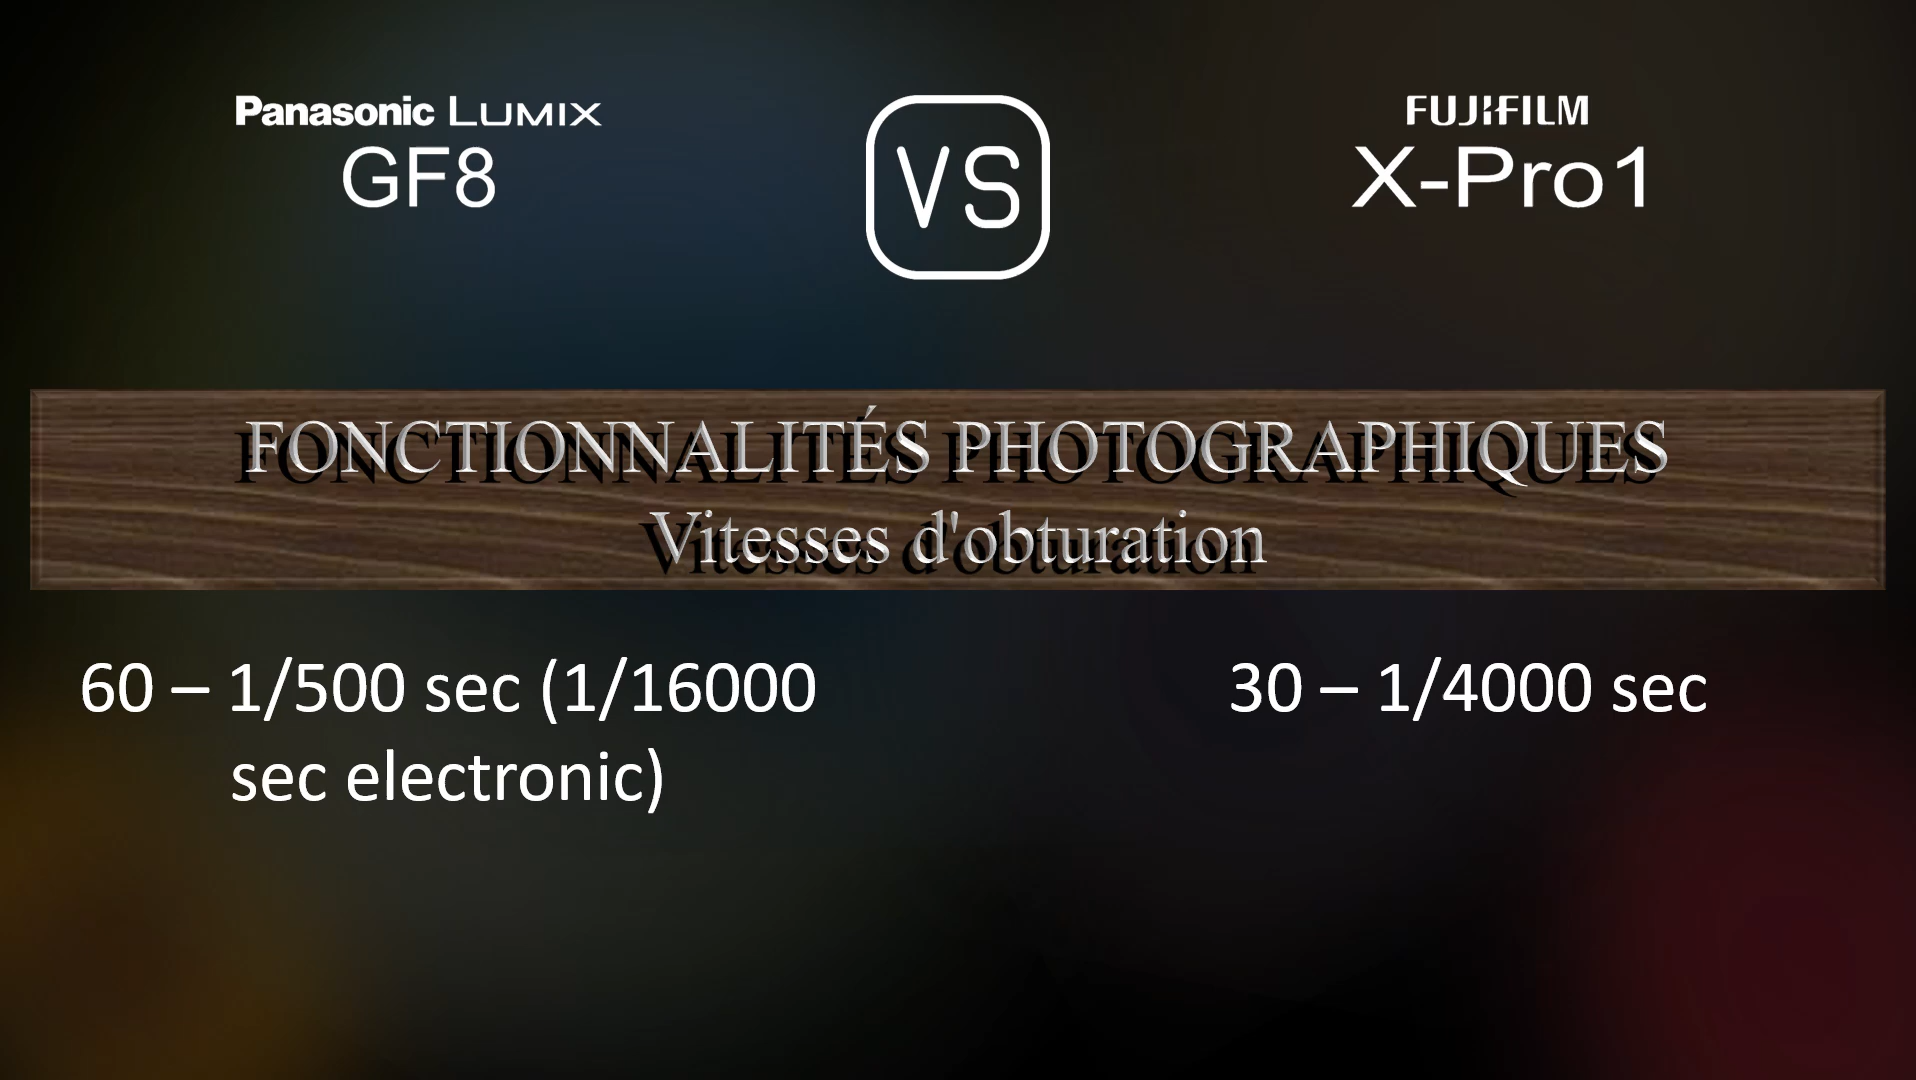 Panasonic LUMIX
GF8
VS
FUJIFILM
X-Pro1
FONCTIONNALITÉS PHOTOGRAPHIQUES
Vitesses d'obturation
60 – 1/500 sec (1/16000
sec electronic)
30 – 1/4000 sec